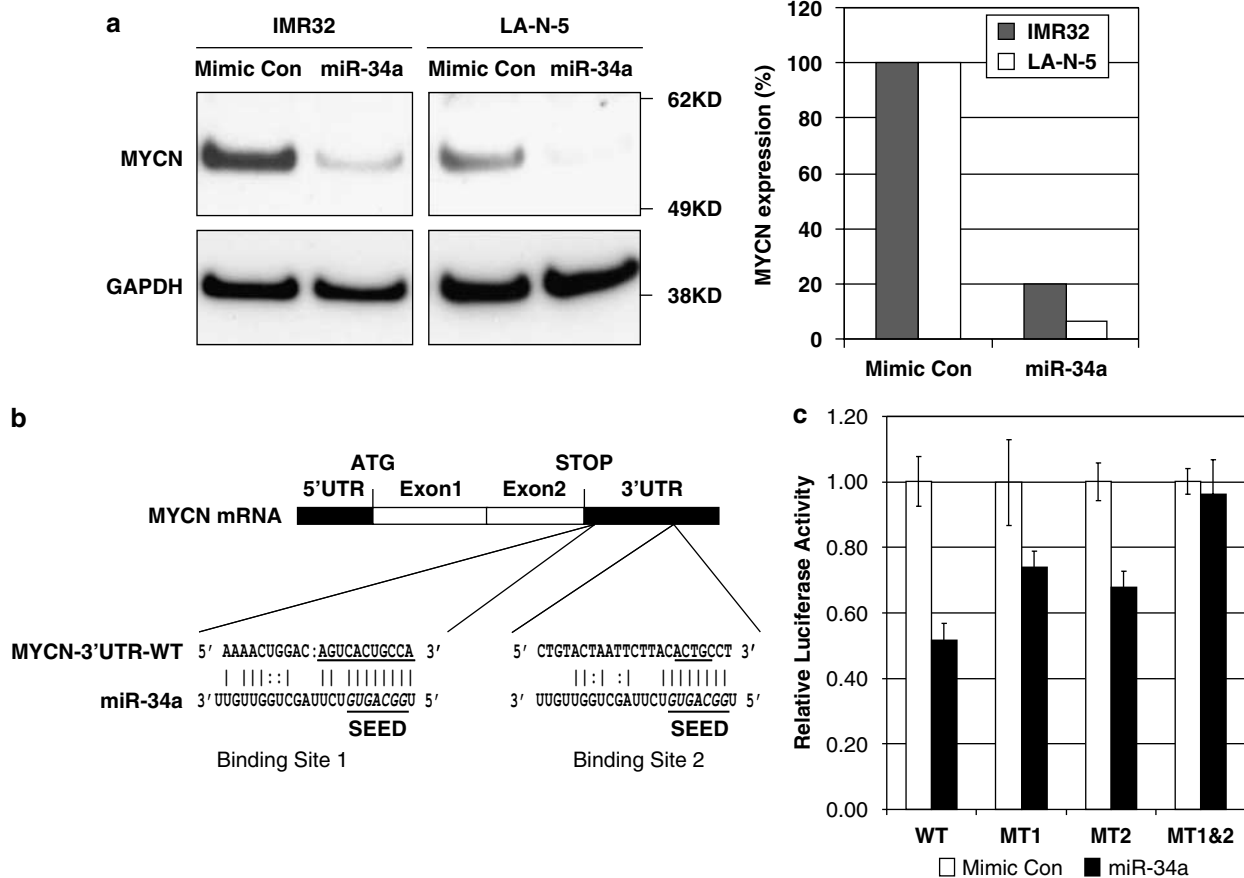 a
IMR32
LA-N-5
Mimic Con miR-34a
Mimic Con miR-34a
62KD
MYCN
49KD
GAPDH
38KD
MYCN expression (%)
120
100
80
60
40
20
0
IMR32
LA-N-5
Mimic Con
miR-34a
b
ATG
STOP
5'UTR
Exon1
Exon2
3'UTR
MYCN mRNA
MYCN-3'UTR-WT
5' AAAACUGGAC:AGUCACUGCCA 3'
miR-34a
3'UUGUUGGUCGAUUCUGUGACGGU 5'
SEED
Binding Site 1
5' CTGTACTAATTCTTACACTGCCT 3'
3' UUGUUGGUCGAUUCUGUGACGGU 5'
SEED
Binding Site 2
c
Relative Luciferase Activity
1.20
1.00
0.80
0.60
0.40
0.20
0.00
WT
MT1
MT2
MT1&2
Mimic Con
miR-34a